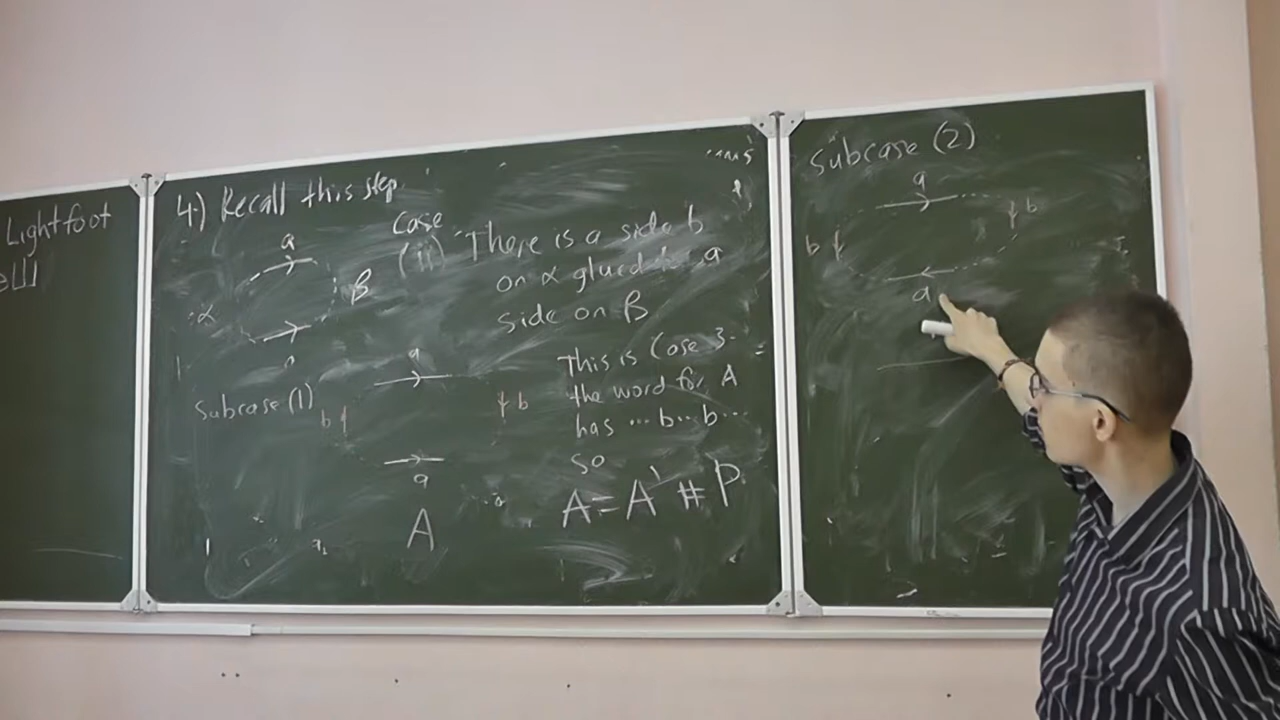 Lightfoot
4.) Recall this step
a
α
β
Case
(ii)
There is a side b
on α glued to a
side on β
Subcase (1)
a
b
b
a
A
This is Case 3.
the word for A
has ... b... b...
so
A = A' # P
Subcase (2)
a
b
b
a